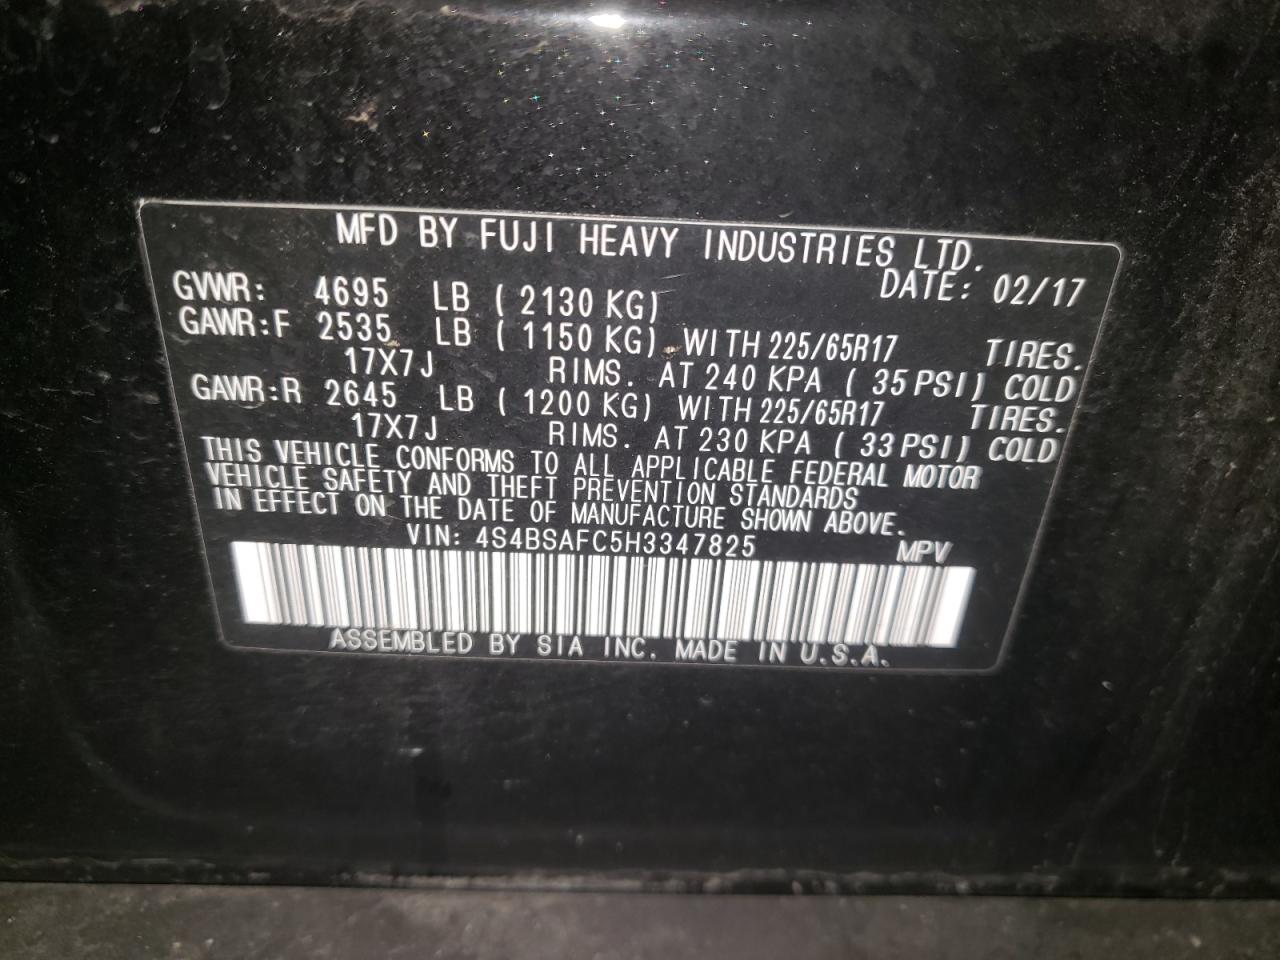 MFD BY FUJI HEAVY INDUSTRIES LTD.
DATE: 02/17
GVWR: 4695 LB ( 2130 KG)
GAWR:F 2535 LB ( 1150 KG) WITH 225/65R17 TIRES.
17X7J RIMS. AT 240 KPA ( 35 PSI) COLD
GAWR:R 2645 LB ( 1200 KG) WITH 225/65R17 TIRES.
17X7J RIMS. AT 230 KPA ( 33 PSI) COLD
THIS VEHICLE CONFORMS TO ALL APPLICABLE FEDERAL MOTOR
VEHICLE SAFETY AND THEFT PREVENTION STANDARDS
IN EFFECT ON THE DATE OF MANUFACTURE SHOWN ABOVE.
VIN: 4S4BSAFC5H3347825 MPV
ASSEMBLED BY SIA INC. MADE IN U.S.A.